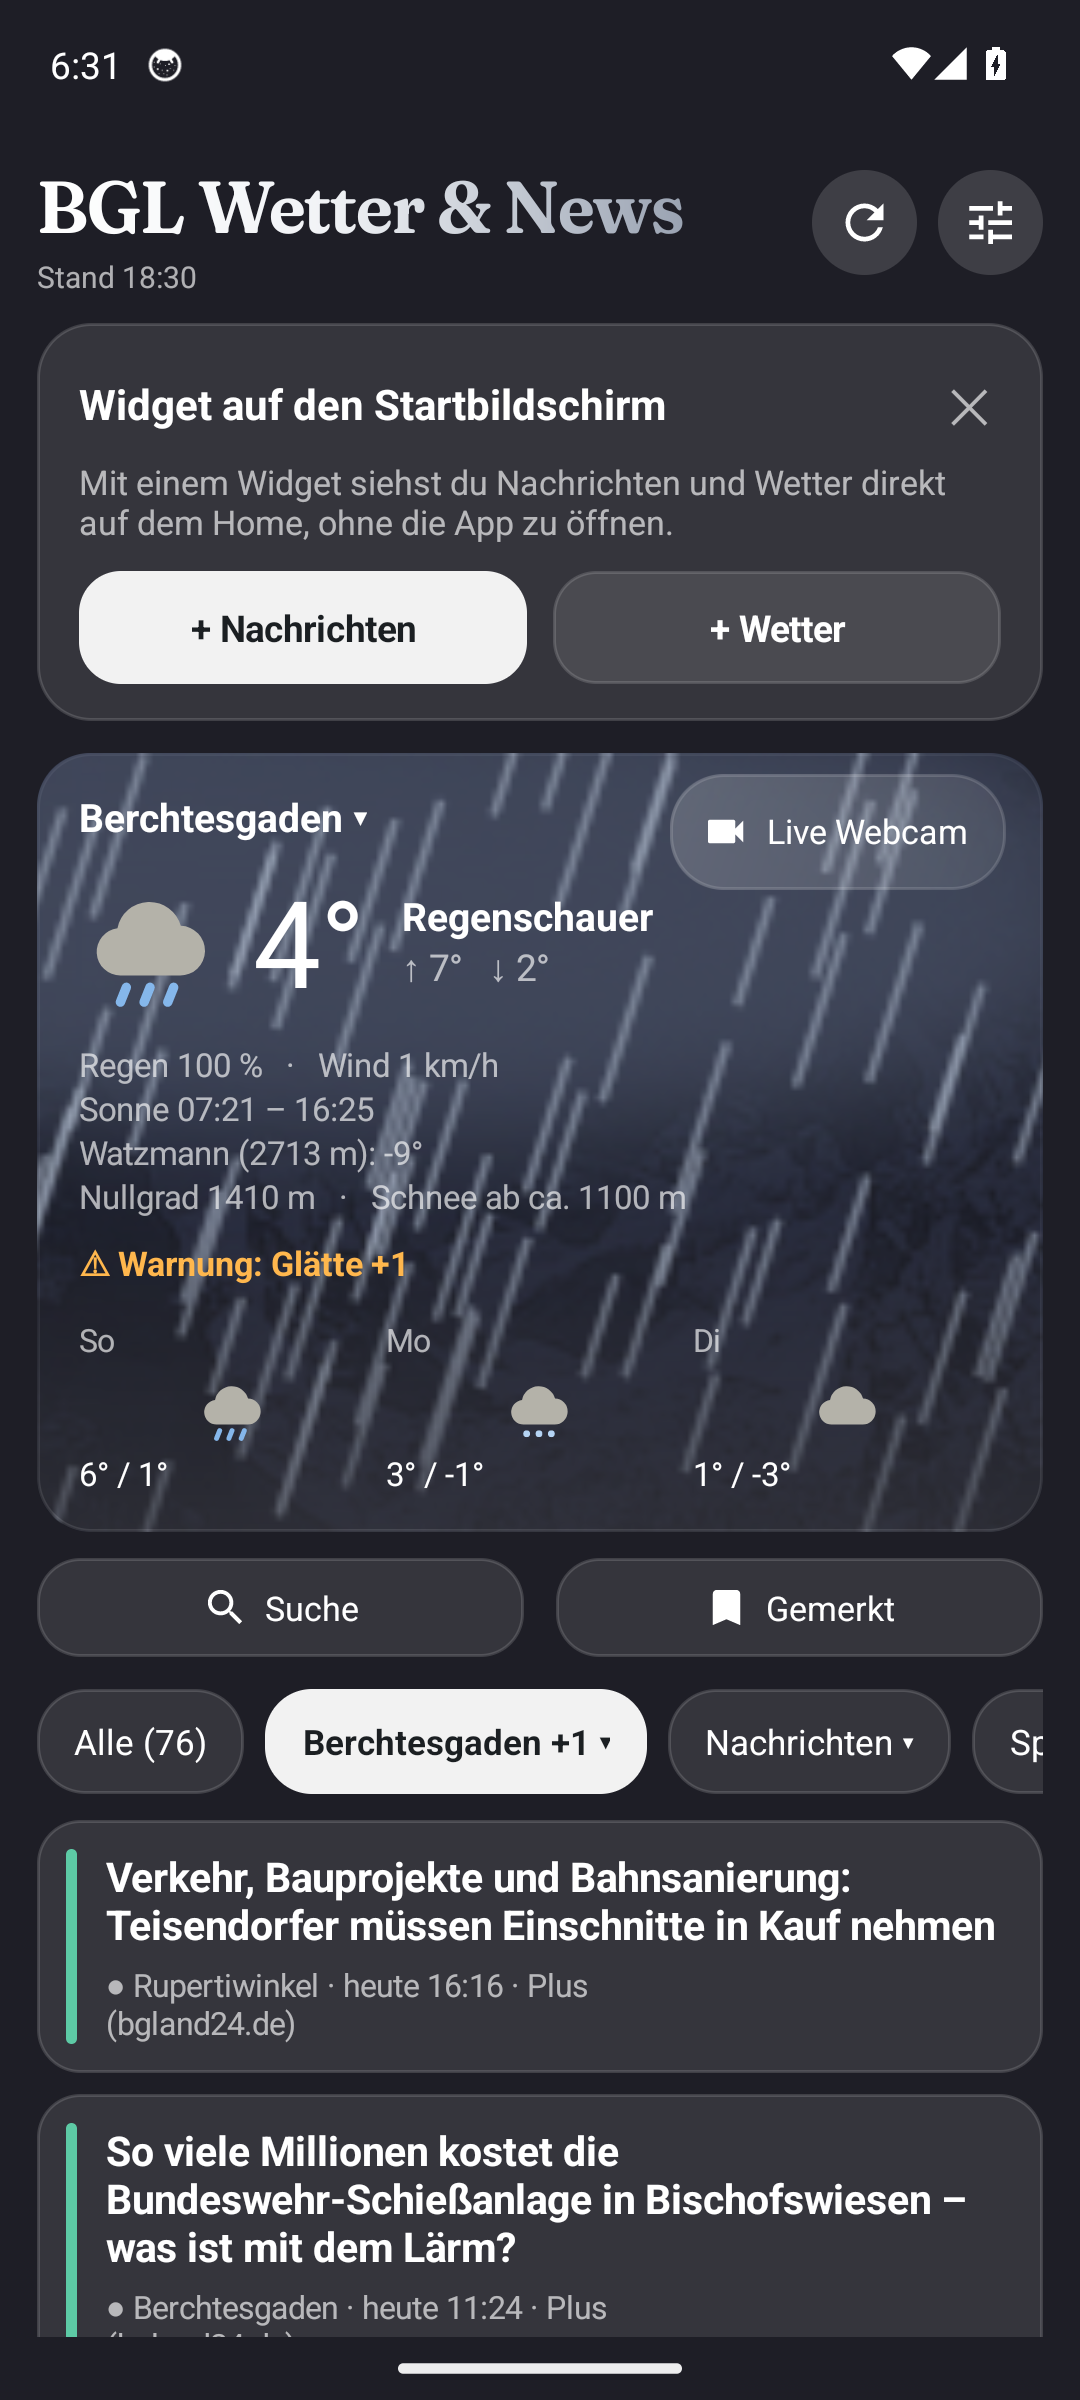 6:31
BGL Wetter & News
Stand 18:30
Widget auf den Startbildschirm
Mit einem Widget siehst du Nachrichten und Wetter direkt
auf dem Home, ohne die App zu öffnen.
+ Nachrichten
+ Wetter
Berchtesgaden ▾
Live Webcam
4°
Regenschauer
↑ 7° ↓ 2°
Regen 100 % · Wind 1 km/h
Sonne 07:21 – 16:25
Watzmann (2713 m): -9°
Nullgrad 1410 m · Schnee ab ca. 1100 m
⚠ Warnung: Glätte +1
So Mo Di
6° / 1° 3° / -1° 1° / -3°
Suche
Gemerkt
Alle (76)
Berchtesgaden +1 ▾
Nachrichten ▾
Sp
Verkehr, Bauprojekte und Bahnsanierung:
Teisendorfer müssen Einschnitte in Kauf nehmen
● Rupertiwinkel · heute 16:16 · Plus
(bgland24.de)
So viele Millionen kostet die
Bundeswehr-Schießanlage in Bischofswiesen –
was ist mit dem Lärm?
● Berchtesgaden · heute 11:24 · Plus